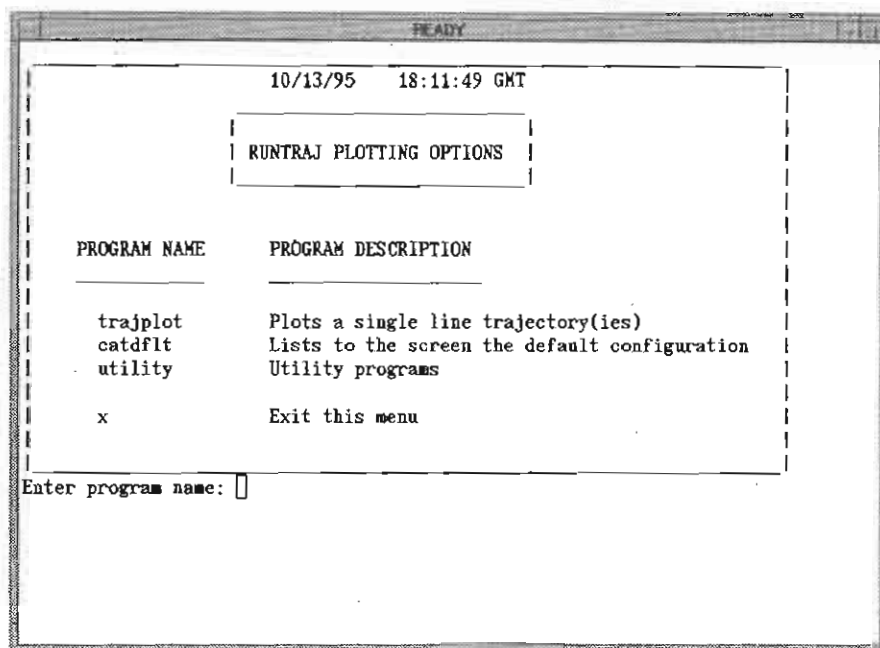 READY
10/13/95 18:11:49 GMT
RUNTRAJ PLOTTING OPTIONS
PROGRAM NAME PROGRAM DESCRIPTION
trajplot Plots a single line trajectory(ies)
catdflt Lists to the screen the default configuration
utility Utility programs
x Exit this menu
Enter program name: